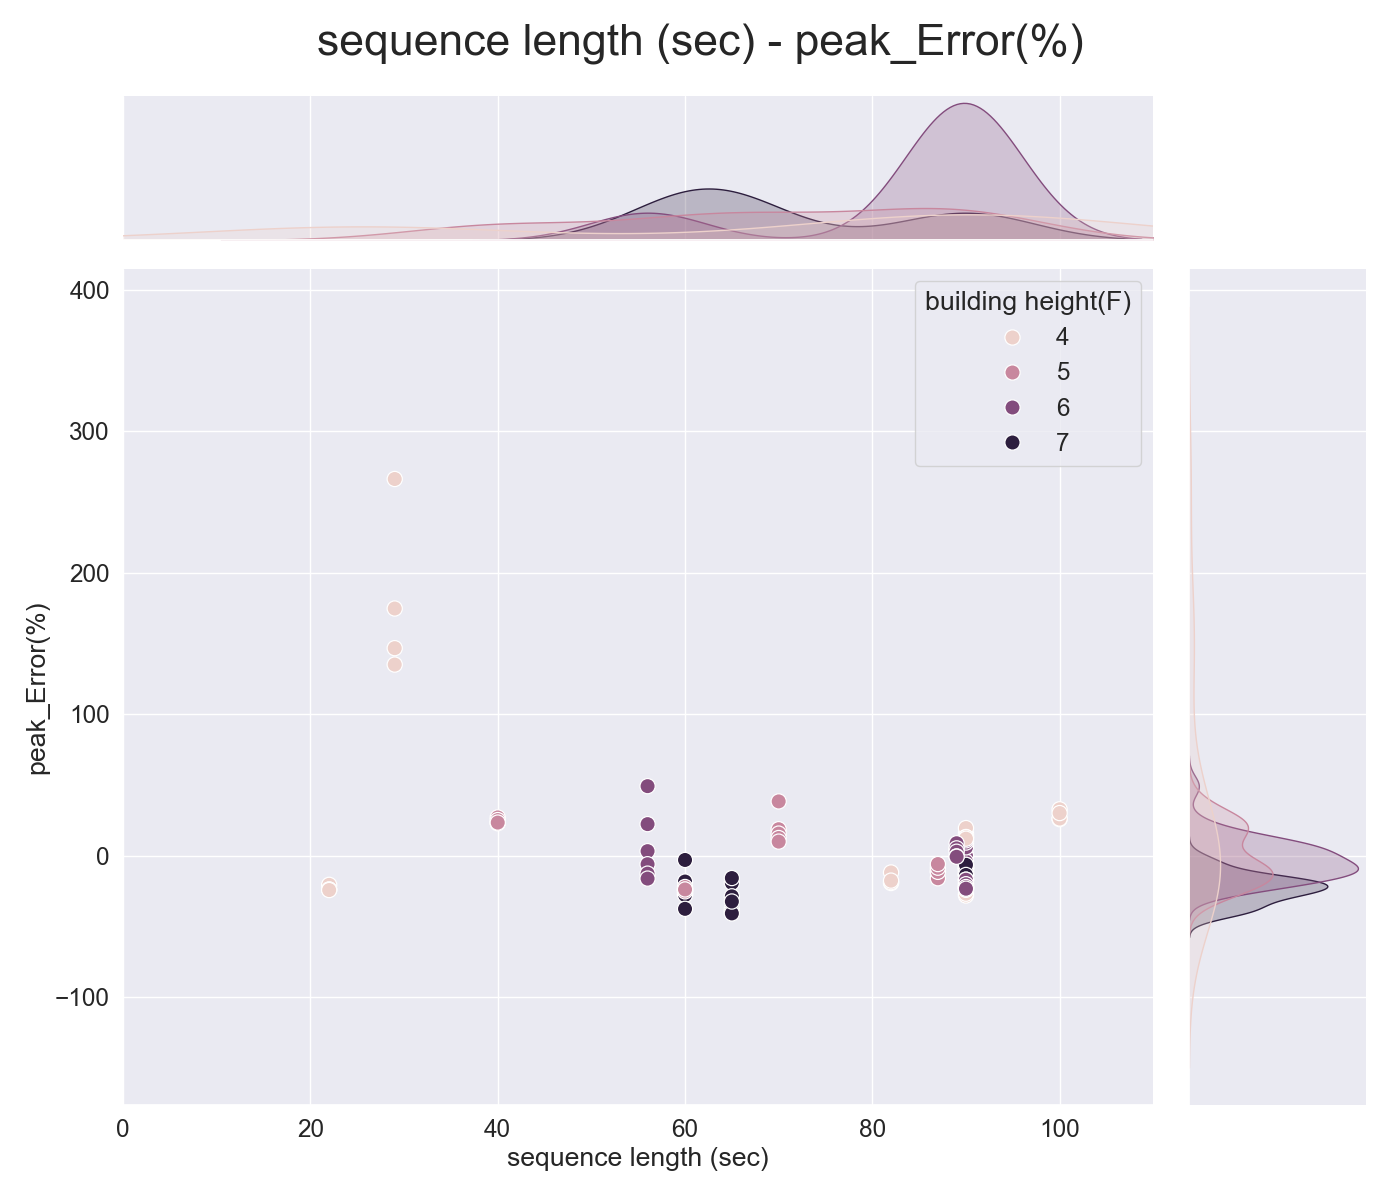 sequence length (sec) - peak_Error(%)
400
300
200
100
0
−100
peak_Error(%)
building height(F)
4
5
6
7
0 20 40 60 80 100
sequence length (sec)